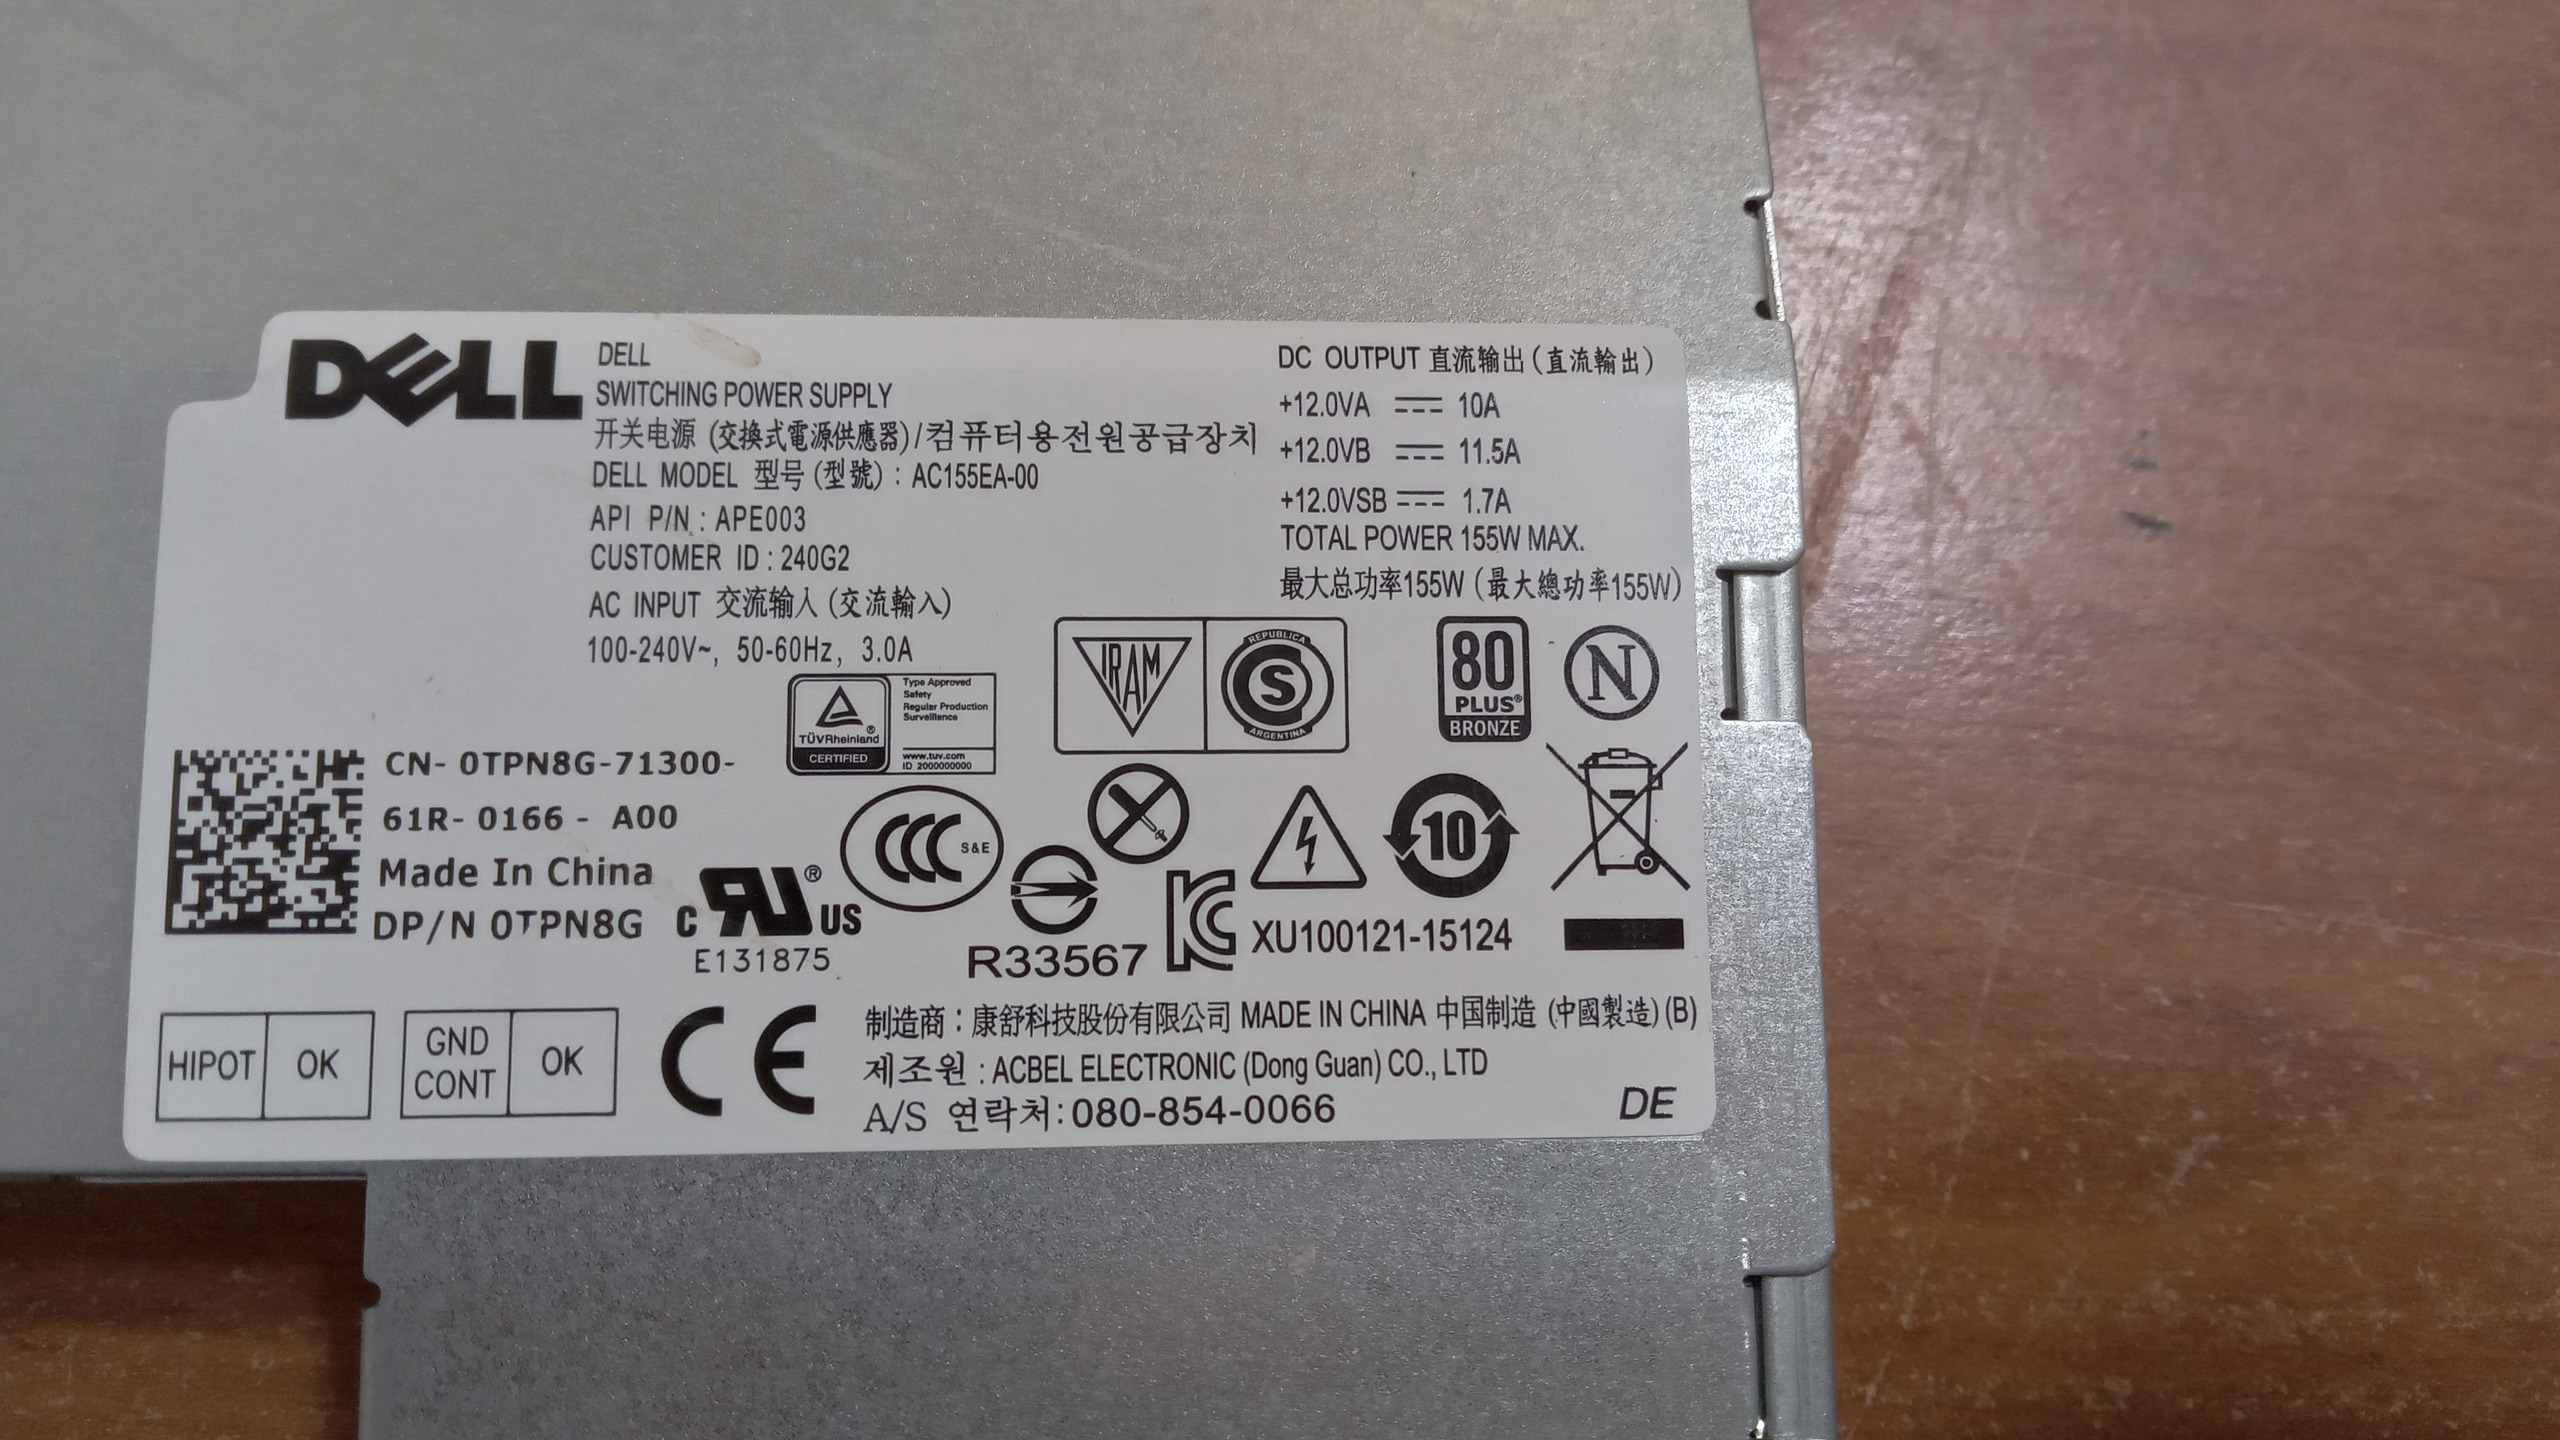 DELL
DELL
SWITCHING POWER SUPPLY
开关电源 (交換式電源供應器)/컴퓨터용전원공급장치
DELL MODEL 型号 (型號) : AC155EA-00
API P/N : APE003
CUSTOMER ID : 240G2
AC INPUT 交流输入 (交流輸入)
100-240V~, 50-60Hz, 3.0A
DC OUTPUT 直流输出 (直流輸出)
+12.0VA ⎓ 10A
+12.0VB ⎓ 11.5A
+12.0VSB ⎓ 1.7A
TOTAL POWER 155W MAX.
最大总功率155W (最大總功率155W)
TÜVRheinland®
CERTIFIED
Type Approved
Safety
Regular Production
Surveillance
www.tuv.com
ID 2000000000
IRAM
REPUBLICA
S
ARGENTINA
80
PLUS®
BRONZE
N
CN- 0TPN8G-71300-
61R- 0166 - A00
Made In China
DP/N 0TPN8G
C RU ® US
E131875
CCC S&E
R33567
KC
XU100121-15124
10
HIPOT OK
GND CONT OK
CE
制造商 : 康舒科技股份有限公司 MADE IN CHINA 中国制造 (中國製造) (B)
제조원 : ACBEL ELECTRONIC (Dong Guan) CO., LTD
A/S 연락처: 080-854-0066
DE